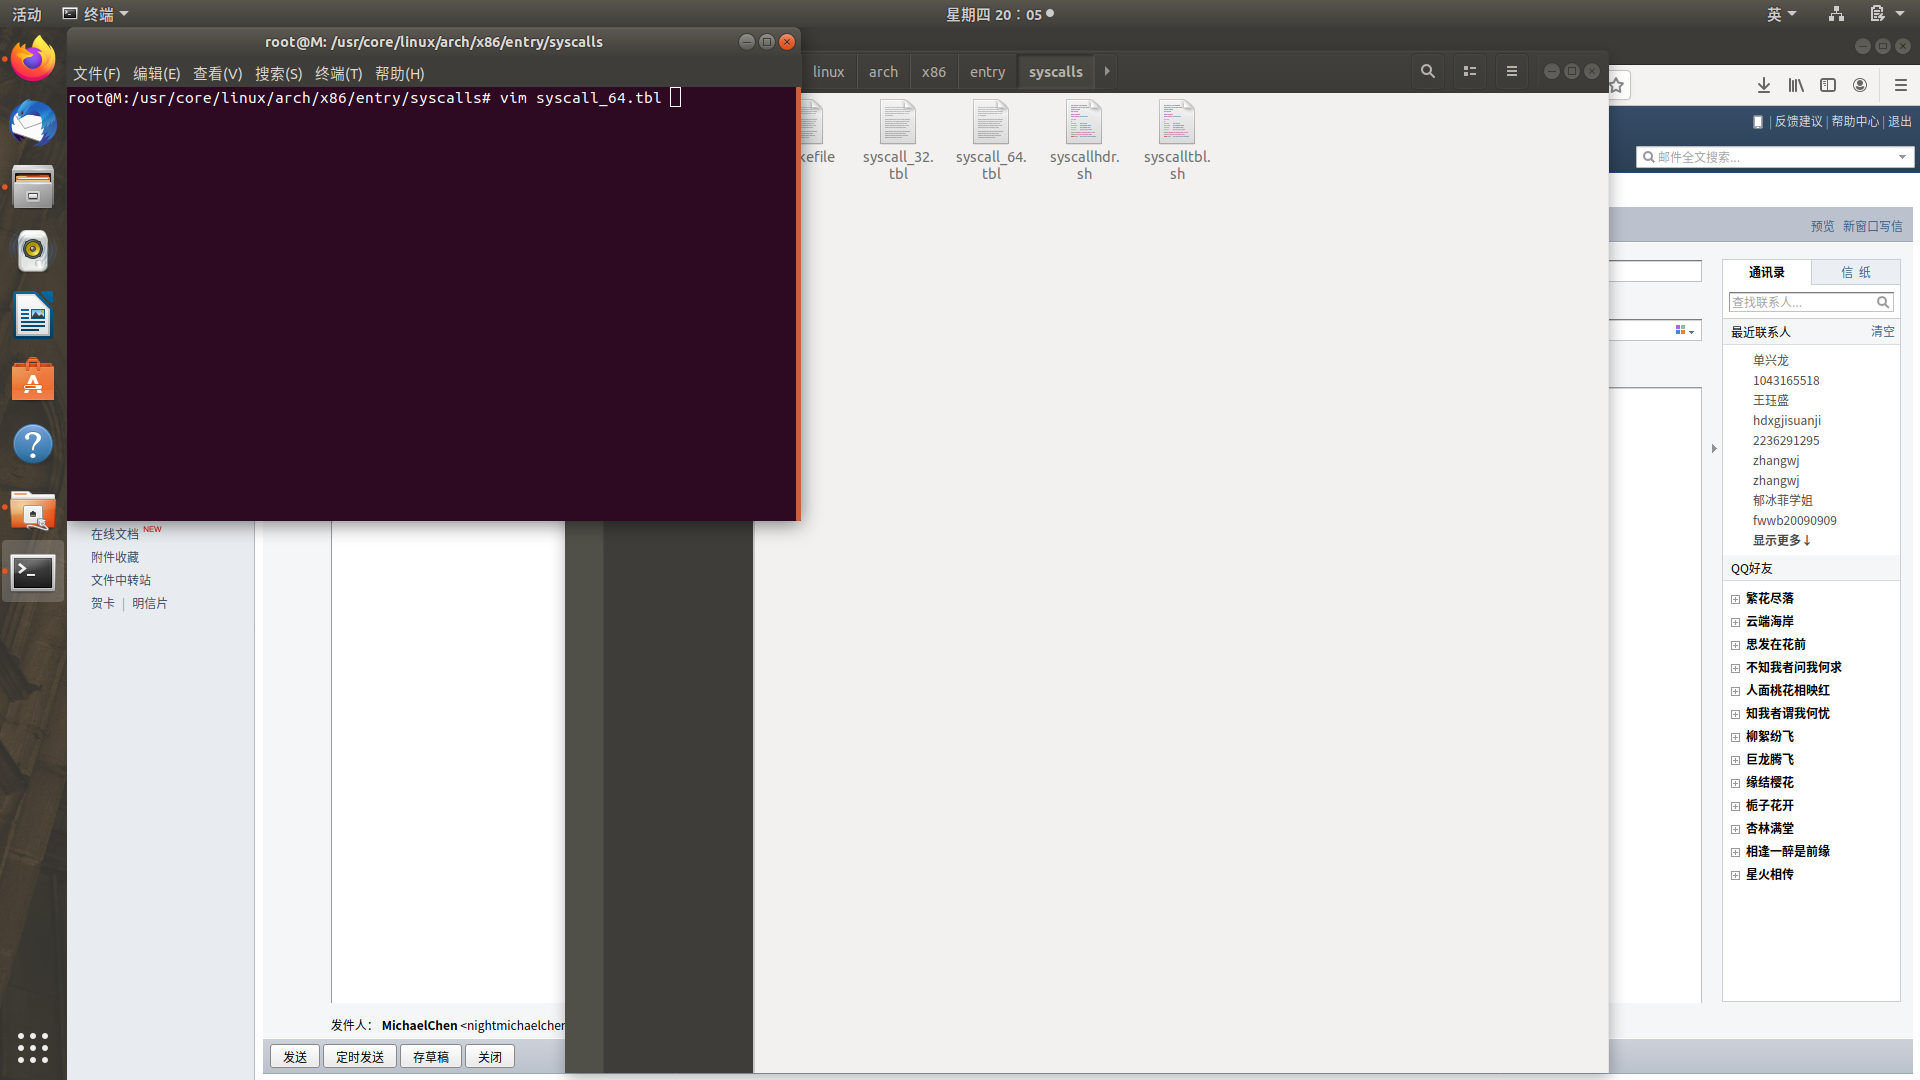 活动
终端
星期四 20：05
英
root@M: /usr/core/linux/arch/x86/entry/syscalls
文件(F) 编辑(E) 查看(V) 搜索(S) 终端(T) 帮助(H)
root@M:/usr/core/linux/arch/x86/entry/syscalls# vim syscall_64.tbl
linux
arch
x86
entry
syscalls
kefile
syscall_32.
tbl
syscall_64.
tbl
syscallhdr.
sh
syscalltbl.
sh
| 反馈建议 | 帮助中心 | 退出
邮件全文搜索...
预览 新窗口写信
通讯录
信 纸
查找联系人...
最近联系人
清空
单兴龙
1043165518
王珏盛
hdxgjisuanji
2236291295
zhangwj
zhangwj
郁冰菲学姐
fwwb20090909
显示更多↓
QQ好友
繁花尽落
云端海岸
思发在花前
不知我者问我何求
人面桃花相映红
知我者谓我何忧
柳絮纷飞
巨龙腾飞
缘结樱花
栀子花开
杏林满堂
相逢一醉是前缘
星火相传
在线文档 NEW
附件收藏
文件中转站
贺卡 | 明信片
发件人： MichaelChen <nightmichaelchen
发送
定时发送
存草稿
关闭